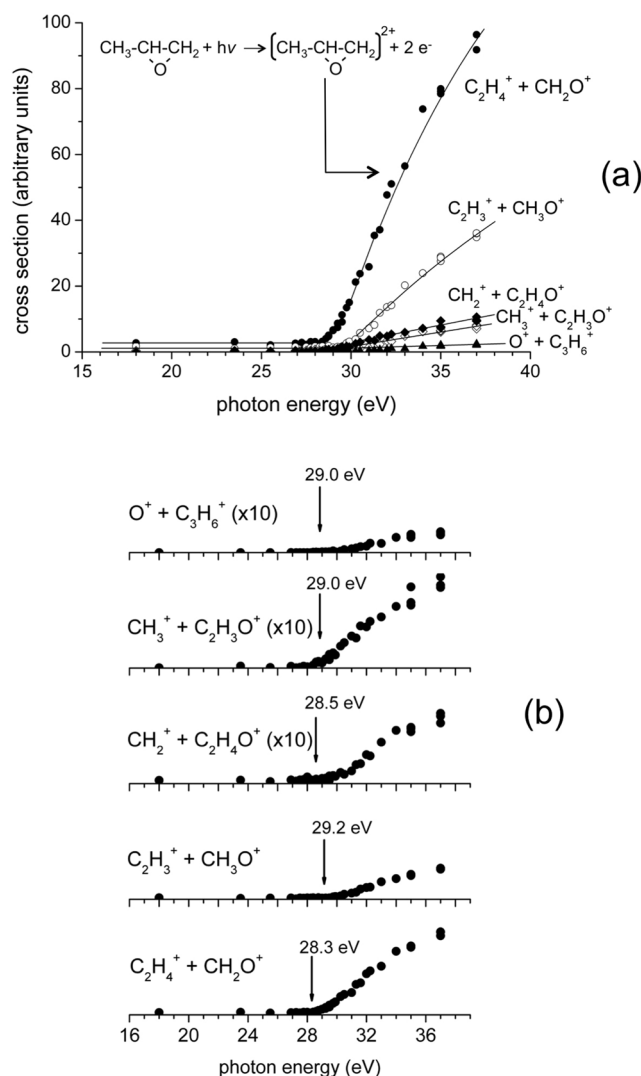 100
80
60
40
20
0
cross section (arbitrary units)
CH₃-CH-CH₂ + hν → [CH₃-CH-CH₂]²⁺ + 2 e⁻
O O
C₂H₄⁺ + CH₂O⁺
(a)
C₂H₃⁺ + CH₃O⁺
CH₂⁺ + C₂H₄O⁺
CH₃⁺ + C₂H₃O⁺
O⁺ + C₃H₆⁺
15 20 25 30 35 40
photon energy (eV)
29.0 eV
O⁺ + C₃H₆⁺ (x10)
29.0 eV
CH₃⁺ + C₂H₃O⁺ (x10)
28.5 eV
CH₂⁺ + C₂H₄O⁺ (x10)
(b)
29.2 eV
C₂H₃⁺ + CH₃O⁺
28.3 eV
C₂H₄⁺ + CH₂O⁺
16 20 24 28 32 36
photon energy (eV)